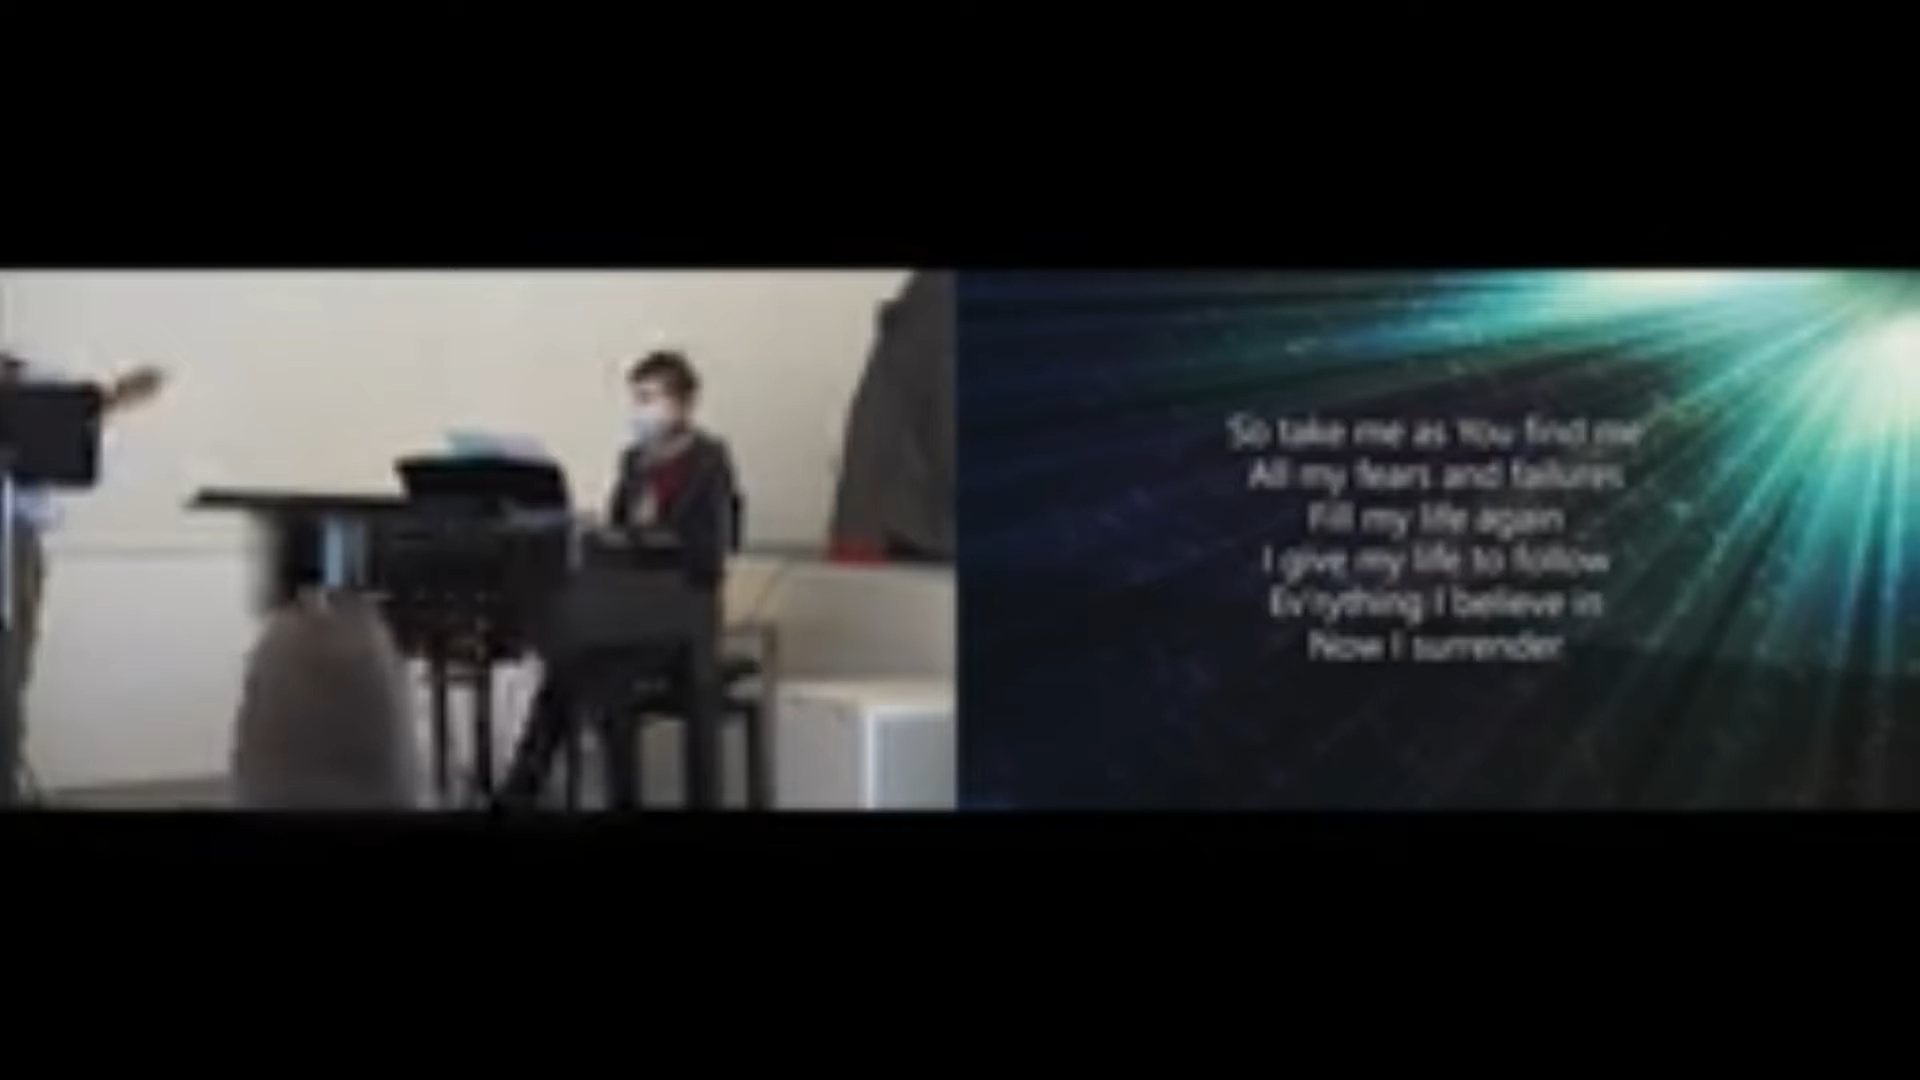 So take me as You find me
All my fears and failures
Fill my life again
I give my life to follow
Ev'rything I believe in
Now I surrender